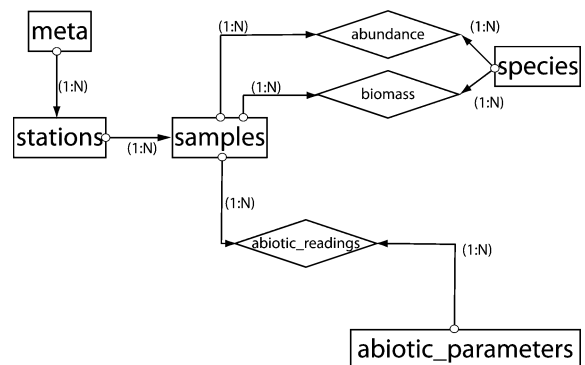 meta
(1:N)
abundance
(1:N)
(1:N)
species
(1:N)
biomass
(1:N)
stations
(1:N)
samples
(1:N)
abiotic_readings
(1:N)
abiotic_parameters